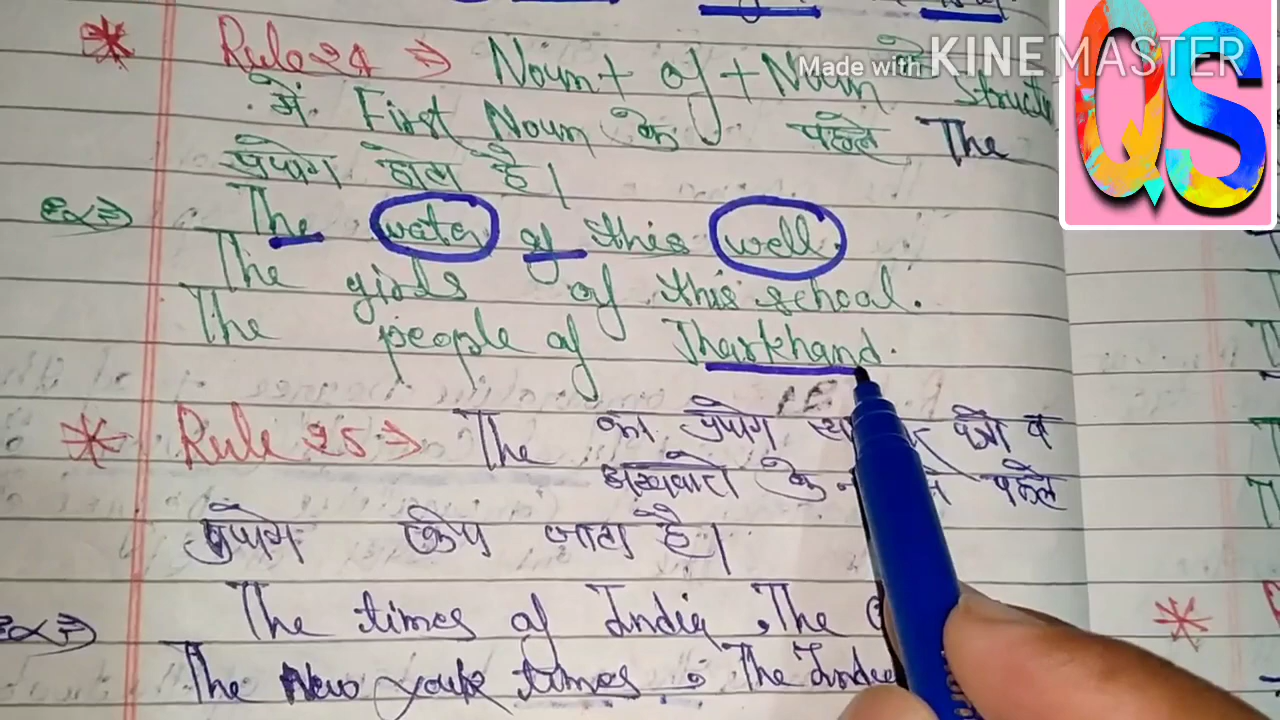 Made with KINEMASTER
QS
Rule 24 ⇒ Noun + of + Noun के Structu
में First Noun के पहले The
प्रयोग होता है।
Ex ⇒ The water of this well.
The girls of this school.
The people of Jharkhand.
Rule 25 ⇒ The का प्रयोग पत्रों व
अखबारों के पहले
प्रयोग किया जाता है।
Ex ⇒ The times of India, The
The New York times, The